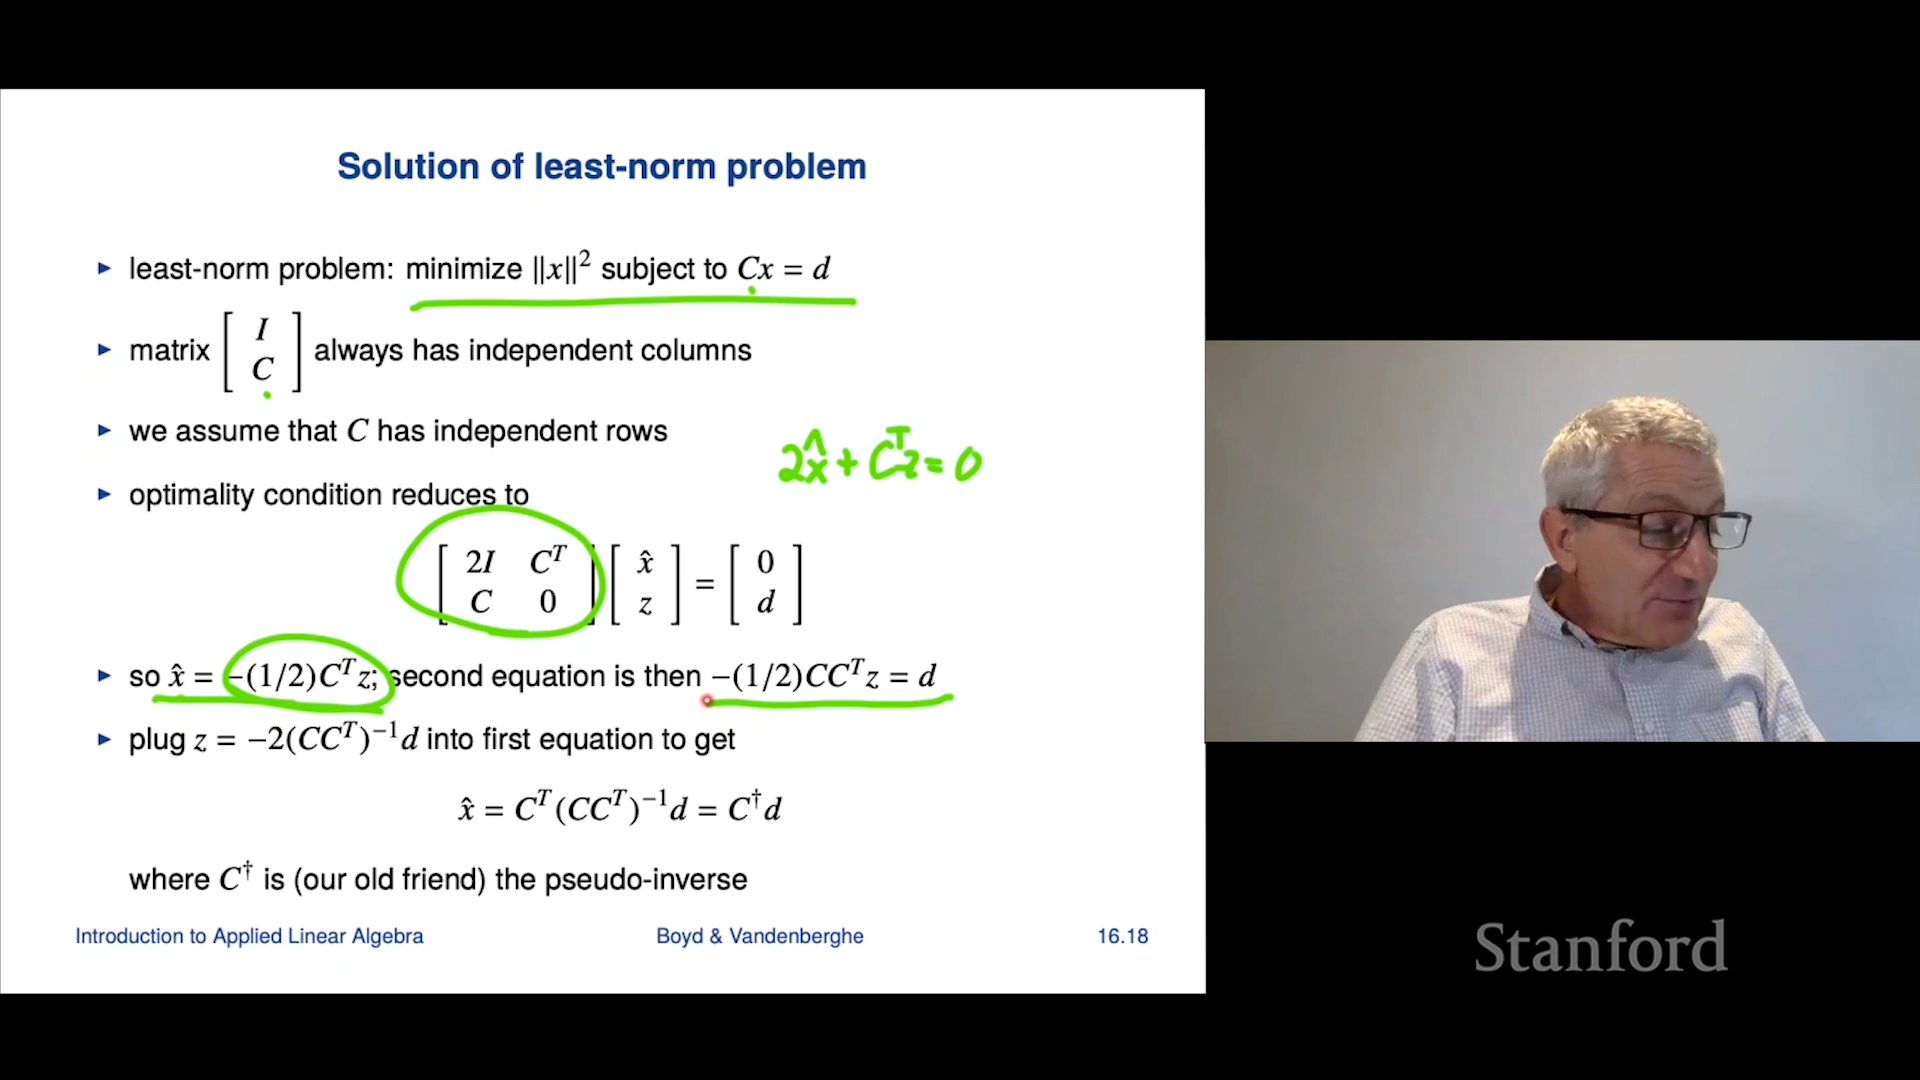 Solution of least-norm problem
▸ least-norm problem: minimize ‖x‖² subject to Cx = d
▸ matrix [ I C ] always has independent columns
▸ we assume that C has independent rows
2x̂ + Cᵀz = 0
▸ optimality condition reduces to
[ 2I Cᵀ ] [ x̂ ] = [ 0 ]
[ C 0 ] [ z ] [ d ]
▸ so x̂ = −(1/2)Cᵀz; second equation is then −(1/2)CCᵀz = d
▸ plug z = −2(CCᵀ)⁻¹d into first equation to get
x̂ = Cᵀ(CCᵀ)⁻¹d = C†d
where C† is (our old friend) the pseudo-inverse
Introduction to Applied Linear Algebra Boyd & Vandenberghe 16.18
Stanford